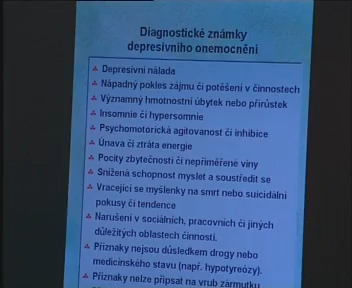 Diagnostické známky
depresivního onemocnění
Depresivní nálada
Nápadný pokles zájmu či potěšení v činnostech
Významný hmotnostní úbytek nebo přírůstek
Insomnie či hypersomnie
Psychomotorická agitovanost či inhibice
Únava či ztráta energie
Pocity zbytečnosti či nepřiměřené viny
Snížená schopnost myslet a soustředit se
Vracející se myšlenky na smrt nebo suicidální
pokusy či tendence
Narušení v sociálních, pracovních či jiných
důležitých oblastech činnosti.
Příznaky nejsou důsledkem drogy nebo
medicínského stavu (např. hypotyreózy).
Příznaky nelze připsat na vrub zármutku